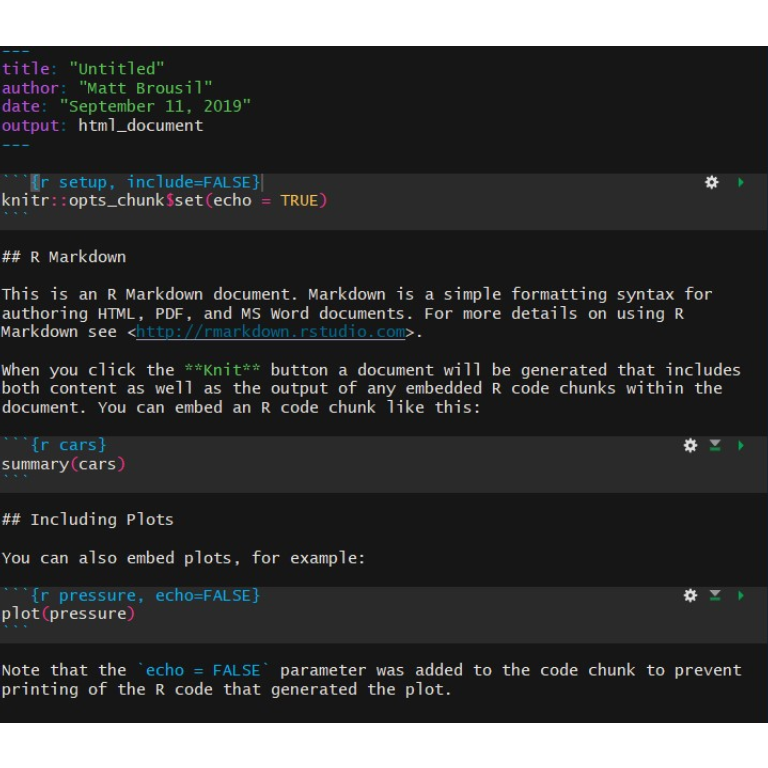 ---
title: "Untitled"
author: "Matt Brousil"
date: "September 11, 2019"
output: html_document
---
```{r setup, include=FALSE}
knitr::opts_chunk$set(echo = TRUE)
```
## R Markdown
This is an R Markdown document. Markdown is a simple formatting syntax for
authoring HTML, PDF, and MS Word documents. For more details on using R
Markdown see <http://rmarkdown.rstudio.com>.
When you click the **Knit** button a document will be generated that includes
both content as well as the output of any embedded R code chunks within the
document. You can embed an R code chunk like this:
```{r cars}
summary(cars)
```
## Including Plots
You can also embed plots, for example:
```{r pressure, echo=FALSE}
plot(pressure)
```
Note that the `echo = FALSE` parameter was added to the code chunk to prevent
printing of the R code that generated the plot.